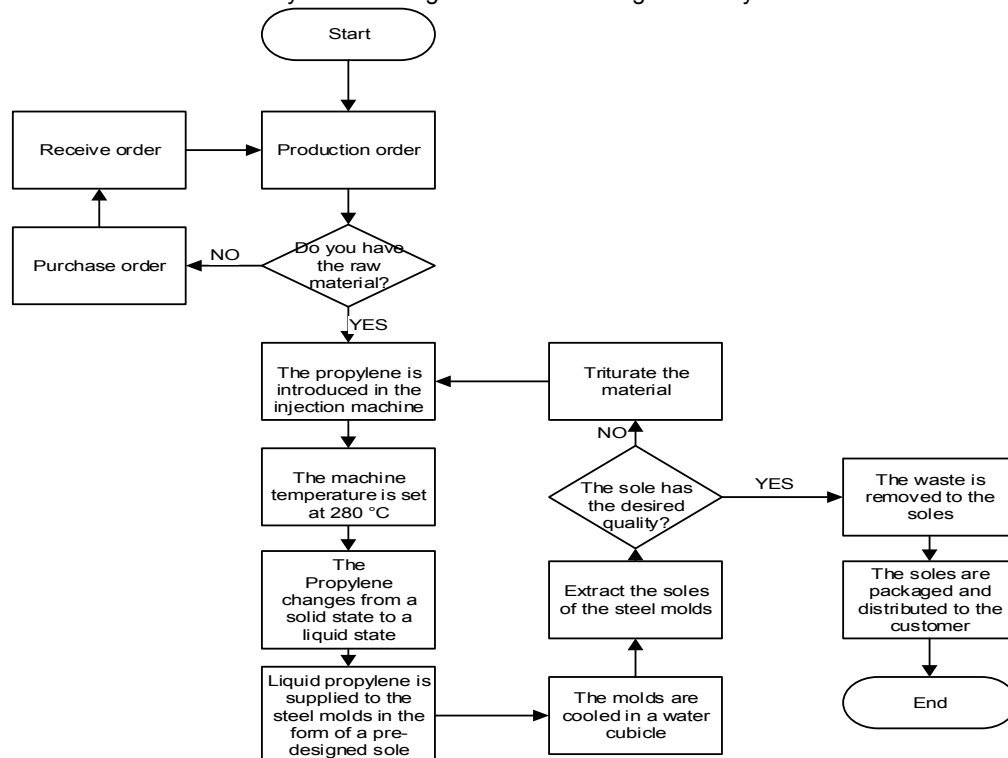 Start
Receive order
Production order
Purchase order
NO
Do you have
the raw
material?
YES
The propylene is
introduced in the
injection machine
Triturate the
material
The machine
temperature is set
at 280 °C
NO
The sole has
the desired
quality?
YES
The waste is
removed to the
soles
The
Propylene
changes from a
solid state to a
liquid state
Extract the soles
of the steel molds
The soles are
packaged and
distributed to the
customer
Liquid propylene is
supplied to the
steel molds in the
form of a pre-
designed sole
The molds are
cooled in a water
cubicle
End